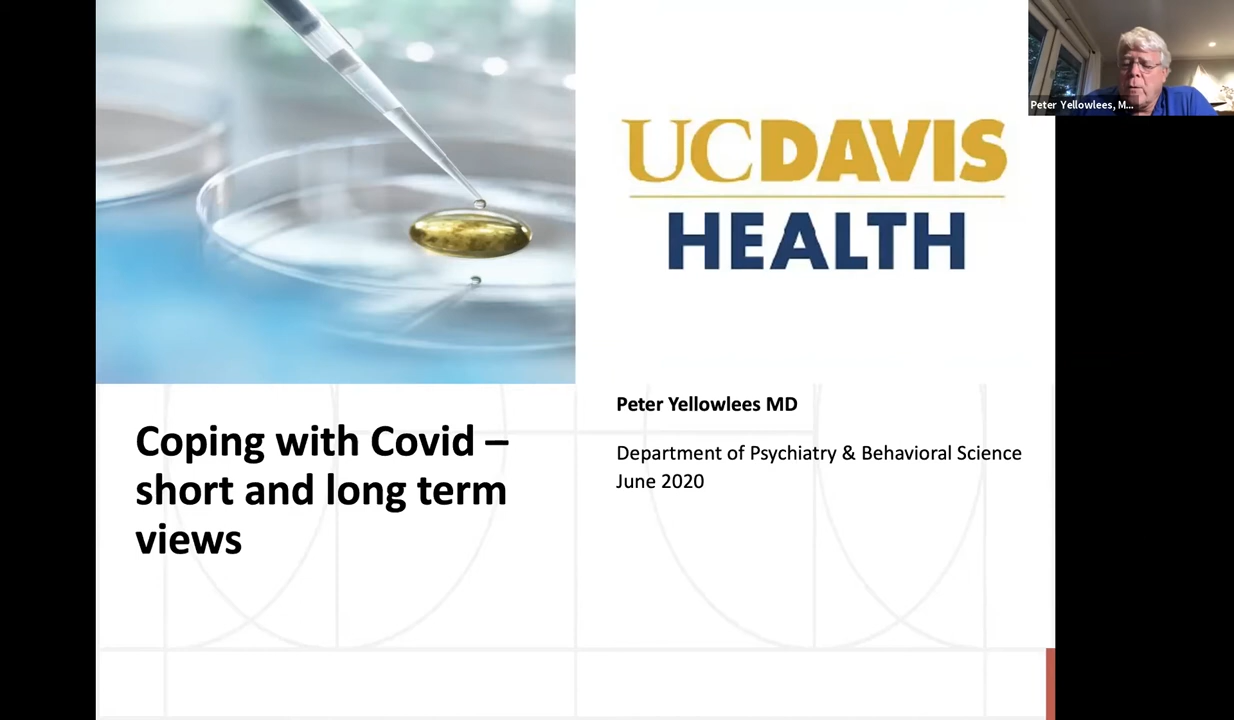 UCDAVIS
HEALTH
Peter Yellowlees, M...
Coping with Covid –
short and long term
views
Peter Yellowlees MD
Department of Psychiatry & Behavioral Science
June 2020